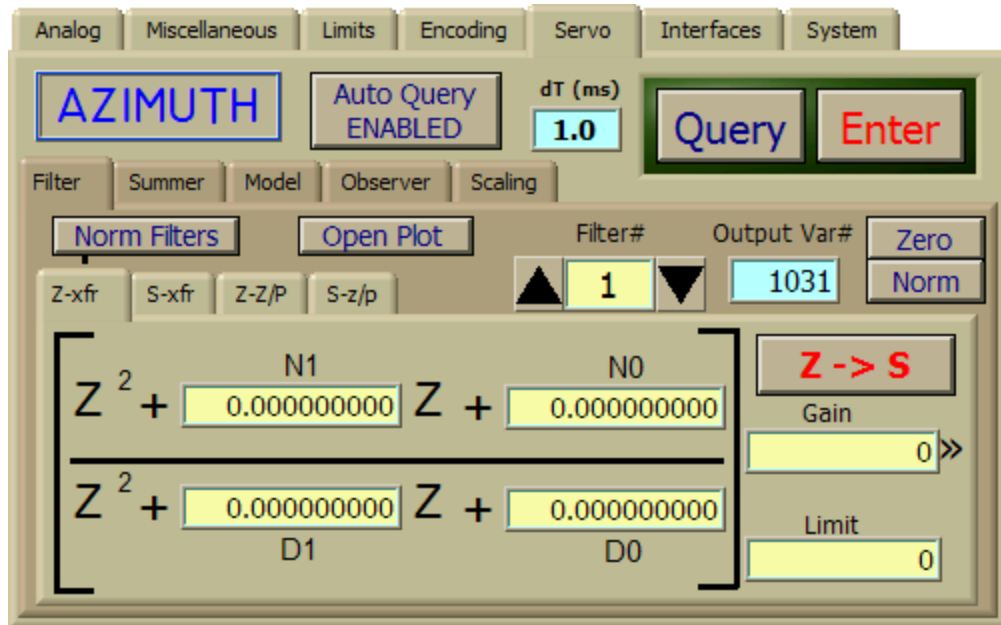 Analog Miscellaneous Limits Encoding Servo Interfaces System
AZIMUTH
Auto Query
ENABLED
dT (ms)
1.0
Query Enter
Filter Summer Model Observer Scaling
Norm Filters Open Plot
Filter#
1
Output Var#
1031
Zero
Norm
Z-xfr S-xfr Z-Z/P S-z/p
N1 N0
Z 2 + 0.000000000 Z + 0.000000000
Z 2 + 0.000000000 Z + 0.000000000
D1 D0
Z -> S
Gain
0 »
Limit
0